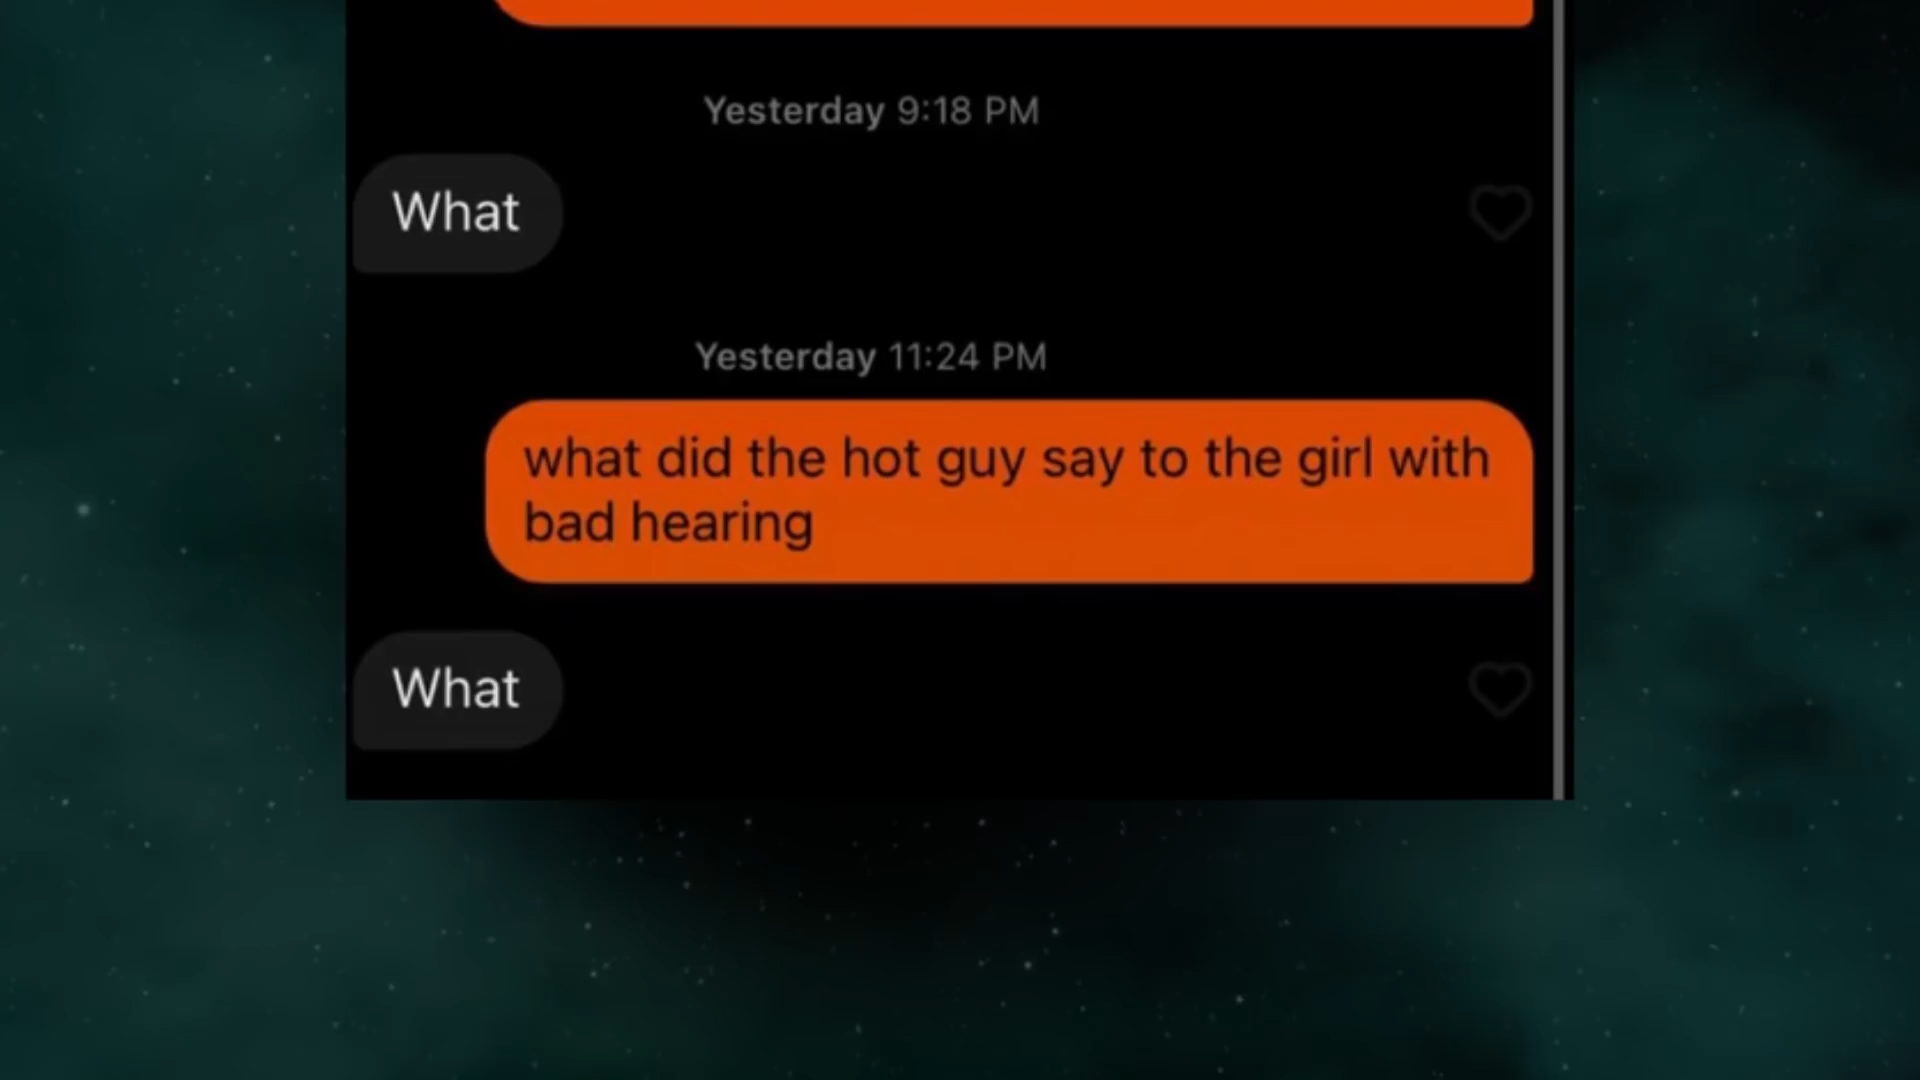 Yesterday 9:18 PM
What
Yesterday 11:24 PM
what did the hot guy say to the girl with
bad hearing
What